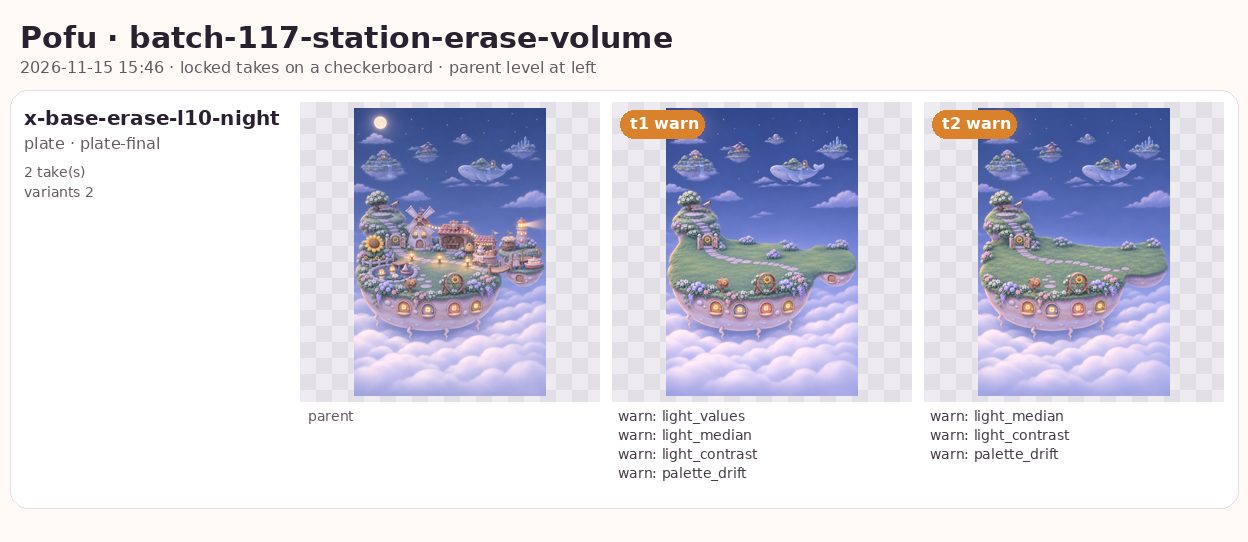 Pofu · batch-117-station-erase-volume
2026-11-15 15:46 · locked takes on a checkerboard · parent level at left
x-base-erase-l10-night
plate · plate-final
2 take(s)
variants 2
parent
t1 warn
warn: light_values
warn: light_median
warn: light_contrast
warn: palette_drift
t2 warn
warn: light_median
warn: light_contrast
warn: palette_drift